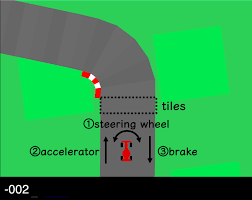 tiles
①steering wheel
②accelerator ③brake
-002